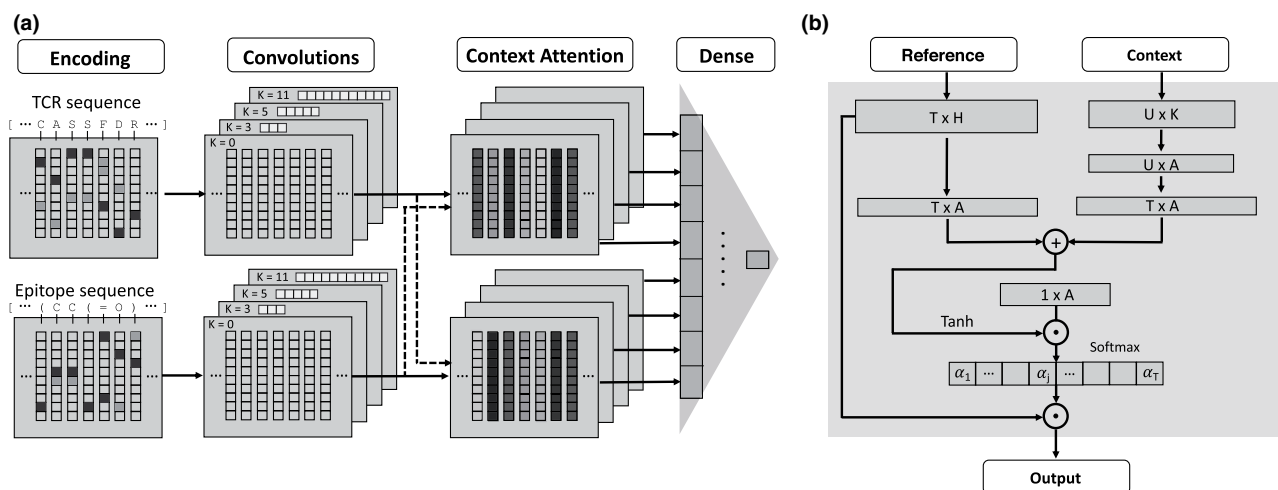 (a)
Encoding
Convolutions
Context Attention
Dense
TCR sequence
[ ··· C A S S F D R ··· ]
··· ···
K = 11
K = 5
K = 3
K = 0
··· ···
··· ···
Epitope sequence
[ ··· ( C C ( = O ) ··· ]
··· ···
K = 11
K = 5
K = 3
K = 0
··· ···
··· ···
(b)
Reference
Context
T x H
U x K
U x A
T x A
T x A
+
1 x A
Tanh
Softmax
α1 ··· αj ··· αT
Output